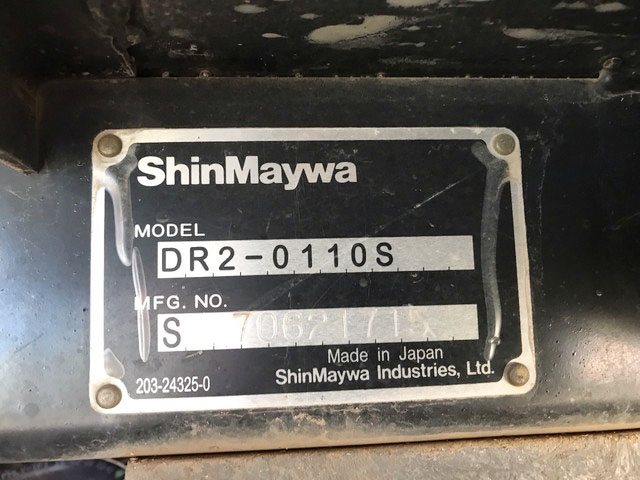 ShinMaywa
MODEL
DR2-0110S
MFG. NO.
S
Made in Japan
203-24325-0
ShinMaywa Industries, Ltd.